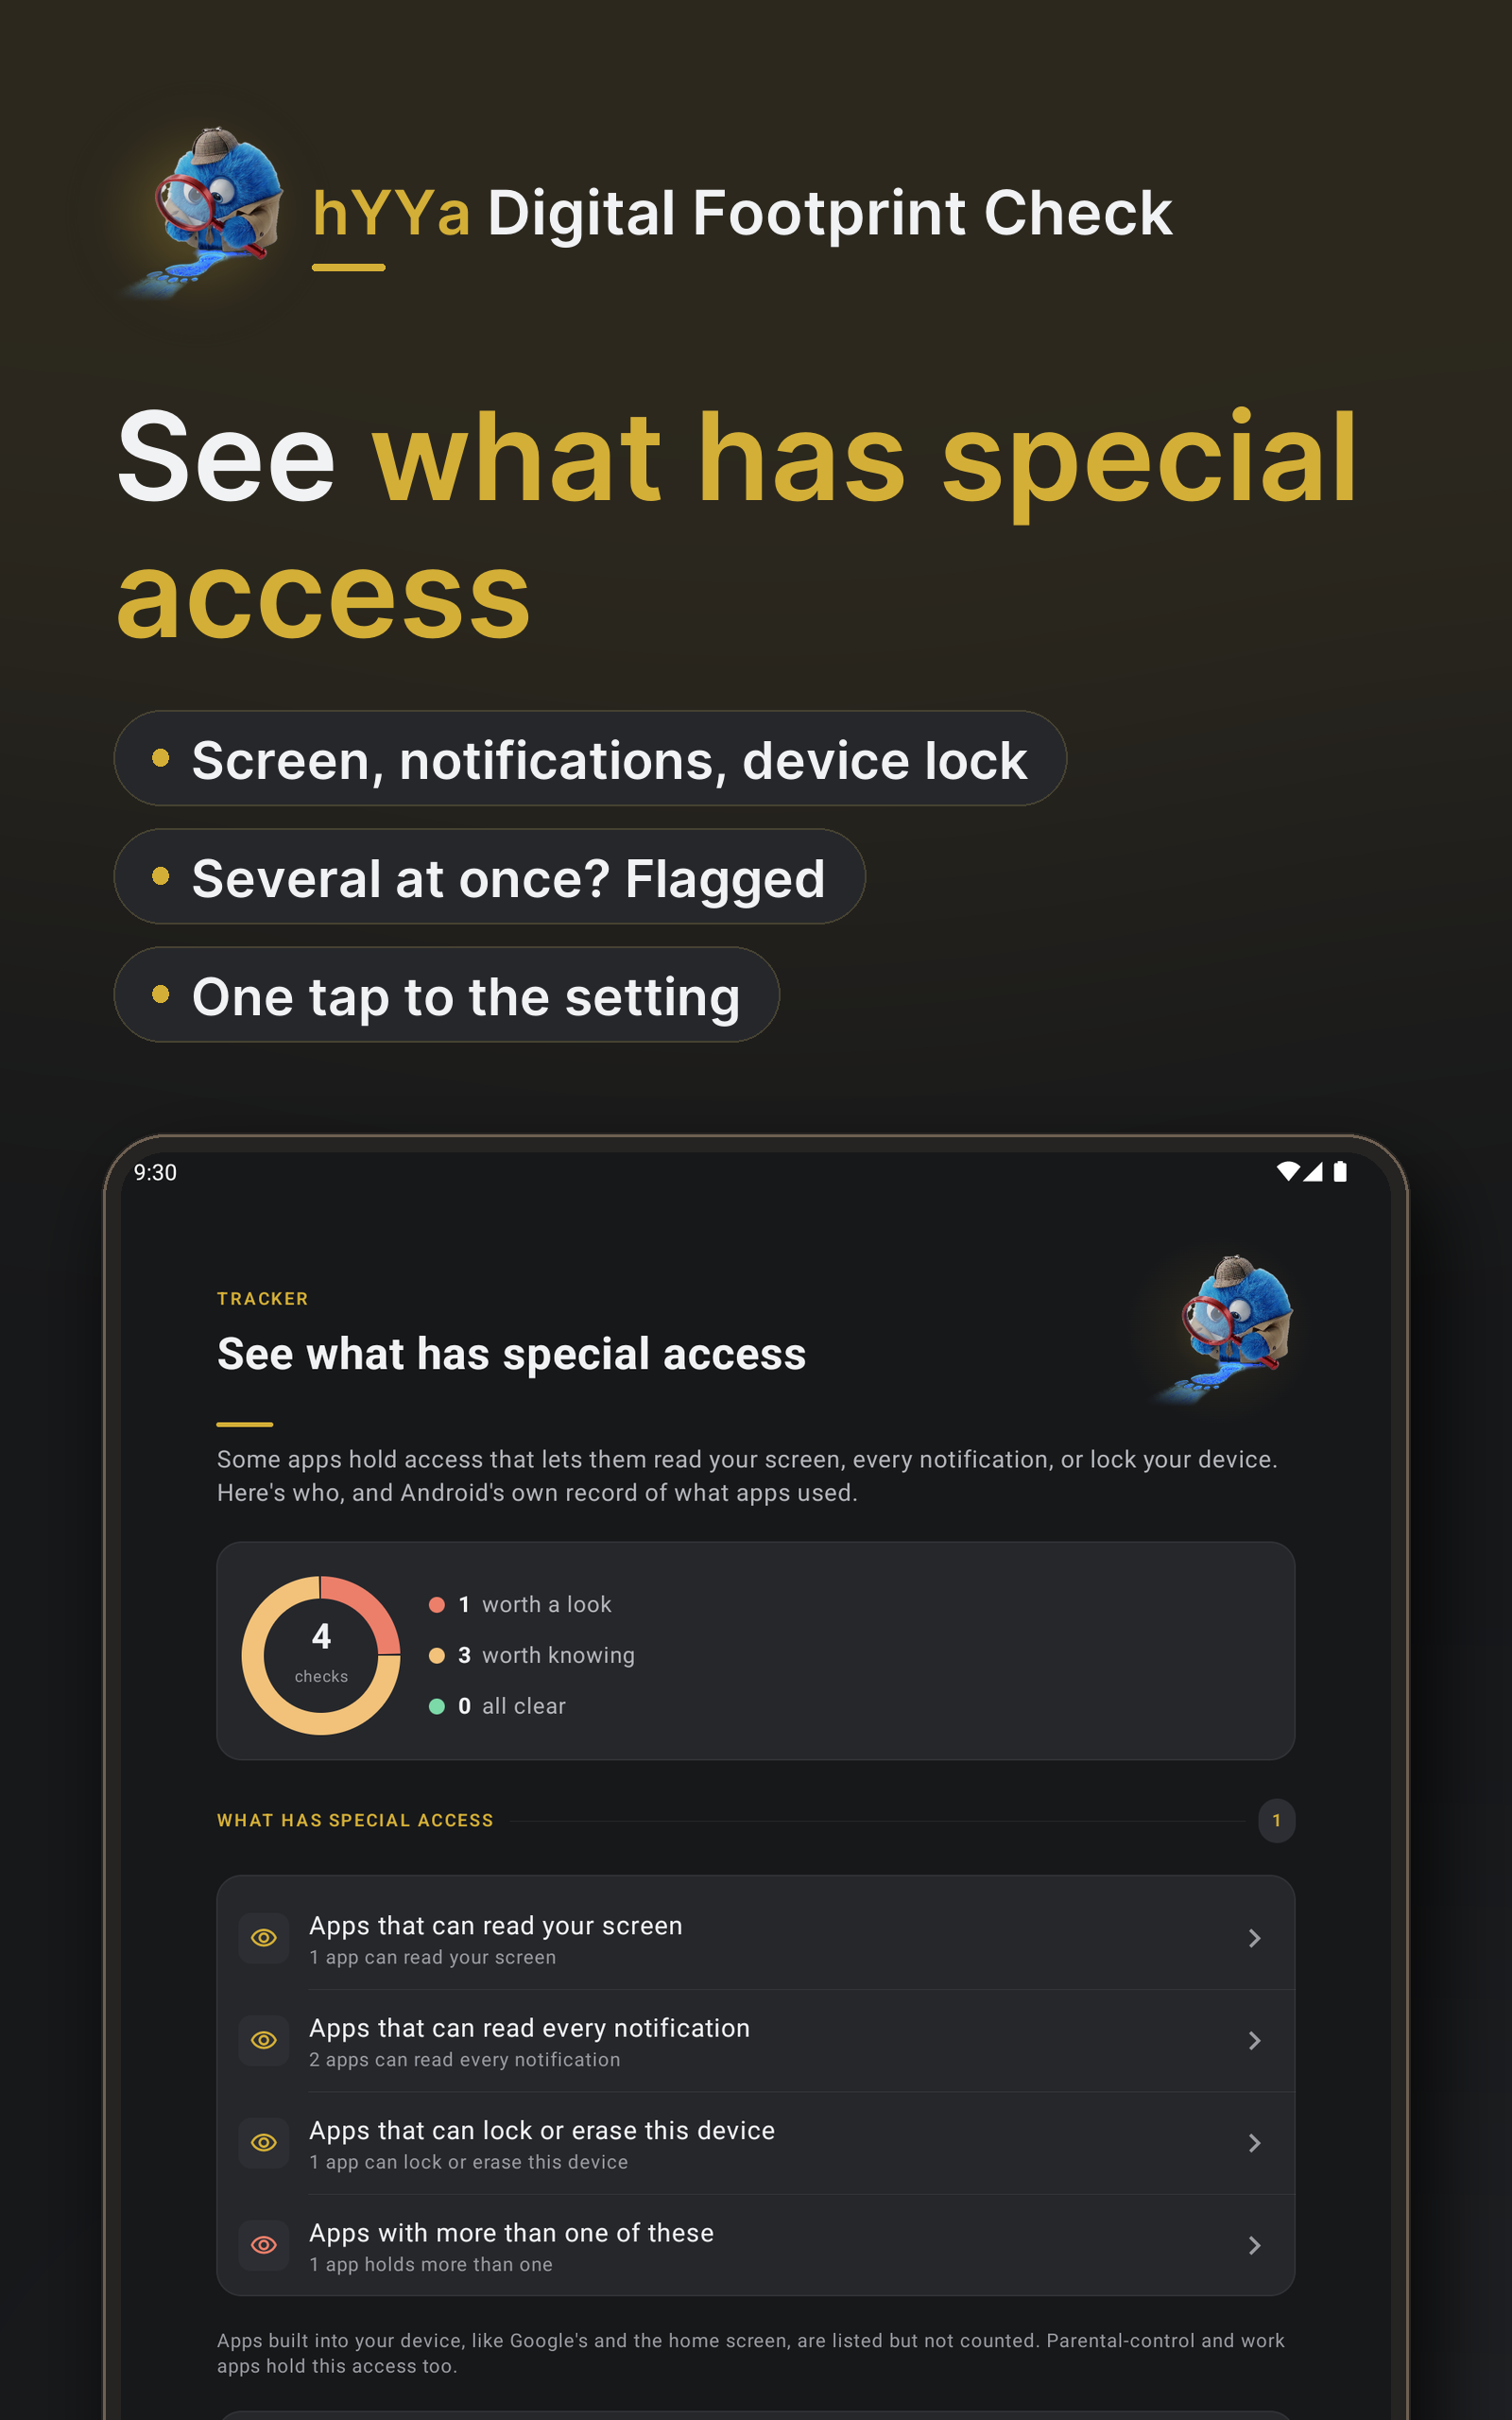 hYYa Digital Footprint Check
See what has special
access
Screen, notifications, device lock
Several at once? Flagged
One tap to the setting
9:30
TRACKER
See what has special access
Some apps hold access that lets them read your screen, every notification, or lock your device.
Here's who, and Android's own record of what apps used.
4
checks
1 worth a look
3 worth knowing
0 all clear
WHAT HAS SPECIAL ACCESS
1
Apps that can read your screen
1 app can read your screen
Apps that can read every notification
2 apps can read every notification
Apps that can lock or erase this device
1 app can lock or erase this device
Apps with more than one of these
1 app holds more than one
Apps built into your device, like Google's and the home screen, are listed but not counted. Parental-control and work
apps hold this access too.